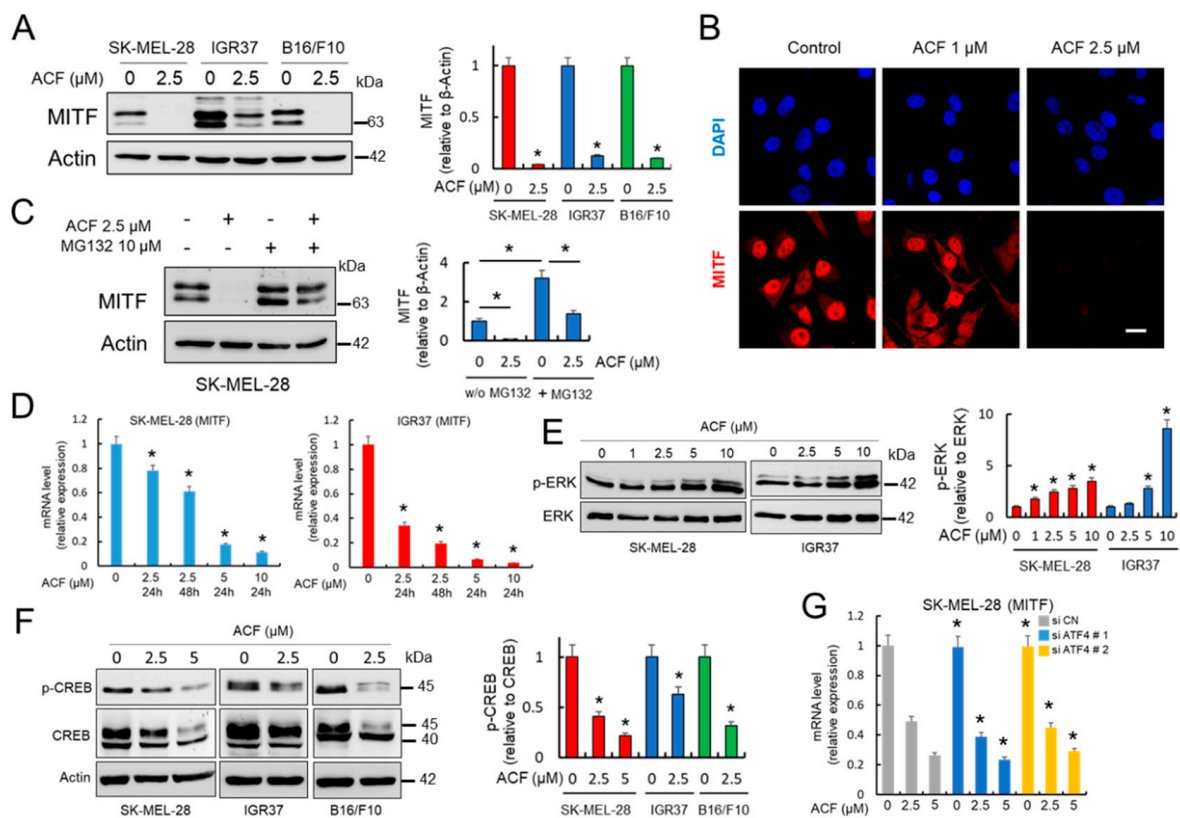 A
SK-MEL-28 IGR37 B16/F10
ACF (µM) 0 2.5 0 2.5 0 2.5 kDa
MITF
63
Actin
42
MITF
(relative to β-Actin)
1
0.5
0
* * *
0 2.5 0 2.5 0 2.5
ACF (µM)
SK-MEL-28 IGR37 B16/F10
B
Control ACF 1 µM ACF 2.5 µM
DAPI
MITF
C
ACF 2.5 µM - + - +
MG132 10 µM - - + +
kDa
MITF
63
Actin
42
SK-MEL-28
MITF
(relative to β-Actin)
4
2
0
* * *
0 2.5 0 2.5 ACF (µM)
w/o MG132 + MG132
D
SK-MEL-28 (MITF)
mRNA level
(relative expression)
1.2
1
0.8
0.6
0.4
0.2
0
* * * *
ACF (µM) 0 2.5 2.5 5 10
24h 48h 24h 24h
IGR37 (MITF)
mRNA level
(relative expression)
1.2
1
0.8
0.6
0.4
0.2
0
* * * *
ACF (µM) 0 2.5 2.5 5 10
24h 48h 24h 24h
E
ACF (µM)
0 1 2.5 5 10 0 2.5 5 10 kDa
p-ERK
42
ERK
42
SK-MEL-28 IGR37
p-ERK
(relative to ERK)
10
5
0
* * * * * *
ACF (µM) 0 1 2.5 5 10 0 2.5 5 10
SK-MEL-28 IGR37
F
ACF (µM)
0 2.5 5 0 2.5 0 2.5 kDa
p-CREB
45
CREB
45
40
Actin
42
SK-MEL-28 IGR37 B16/F10
p-CREB
(relative to CREB)
1
0.5
0
* * * *
ACF (µM) 0 2.5 5 0 2.5 0 2.5
SK-MEL-28 IGR37 B16/F10
G
SK-MEL-28 (MITF)
si CN
si ATF4 # 1
si ATF4 # 2
mRNA level
(relative expression)
1.2
1
0.8
0.6
0.4
0.2
0
* * * * * *
ACF (µM) 0 2.5 5 0 2.5 5 0 2.5 5